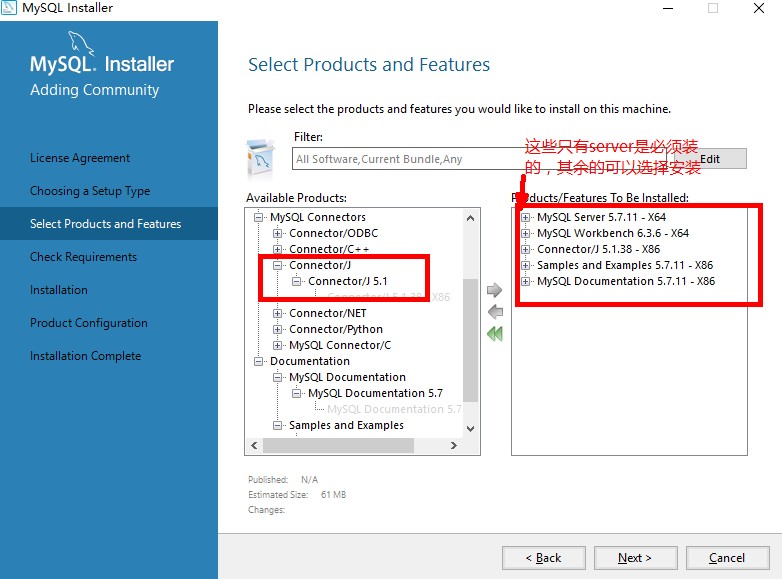 MySQL Installer
MySQL. Installer
Adding Community
License Agreement
Choosing a Setup Type
Select Products and Features
Check Requirements
Installation
Product Configuration
Installation Complete
Select Products and Features
Please select the products and features you would like to install on this machine.
Filter:
All Software,Current Bundle,Any
Edit
这些只有server是必须装
的，其余的可以选择安装
Available Products:
MySQL Connectors
Connector/ODBC
Connector/C++
Connector/J
Connector/J 5.1
Connector/J 5.1.38 - X86
Connector/NET
Connector/Python
MySQL Connector/C
Documentation
MySQL Documentation
MySQL Documentation 5.7
MySQL Documentation 5.7
Samples and Examples
Products/Features To Be Installed:
MySQL Server 5.7.11 - X64
MySQL Workbench 6.3.6 - X64
Connector/J 5.1.38 - X86
Samples and Examples 5.7.11 - X86
MySQL Documentation 5.7.11 - X86
Published: N/A
Estimated Size: 61 MB
Changes:
< Back
Next >
Cancel